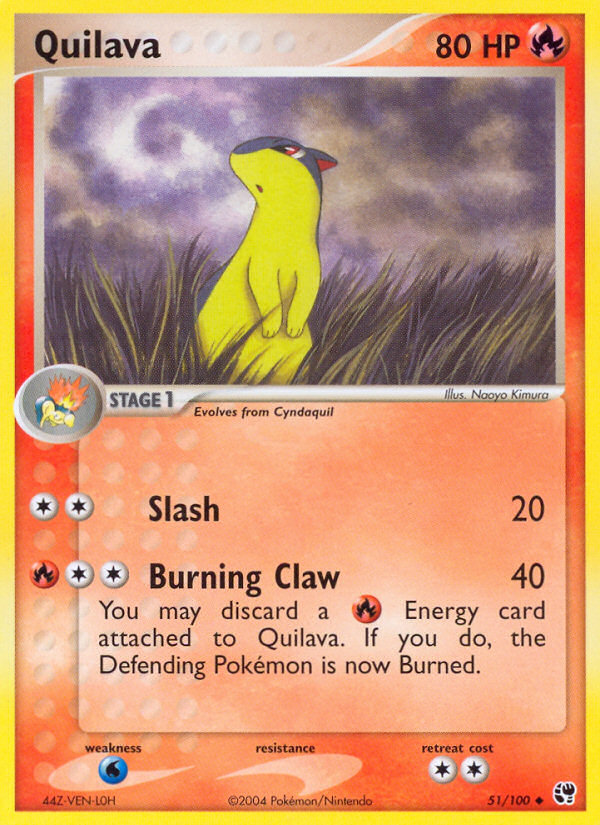 Quilava
80 HP
Illus. Naoyo Kimura
STAGE 1
Evolves from Cyndaquil
Slash 20
Burning Claw 40
You may discard a Energy card
attached to Quilava. If you do, the
Defending Pokémon is now Burned.
weakness resistance retreat cost
44Z-VEN-L0H ©2004 Pokémon/Nintendo 51/100